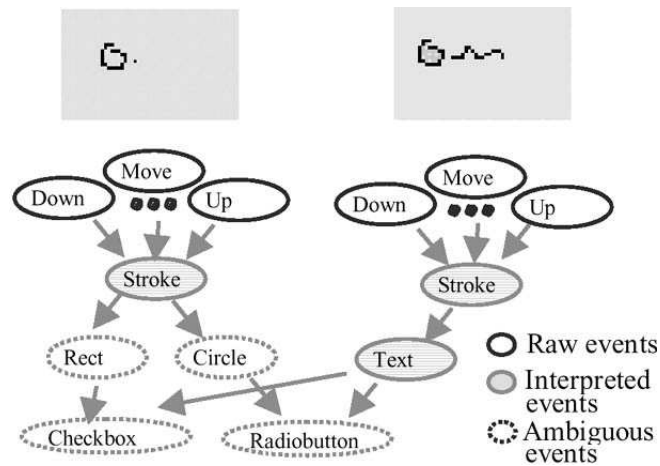 Move
Down
Up
Stroke
Rect
Circle
Checkbox
Radiobutton
Move
Down
Up
Stroke
Text
Raw events
Interpreted
events
Ambiguous
events